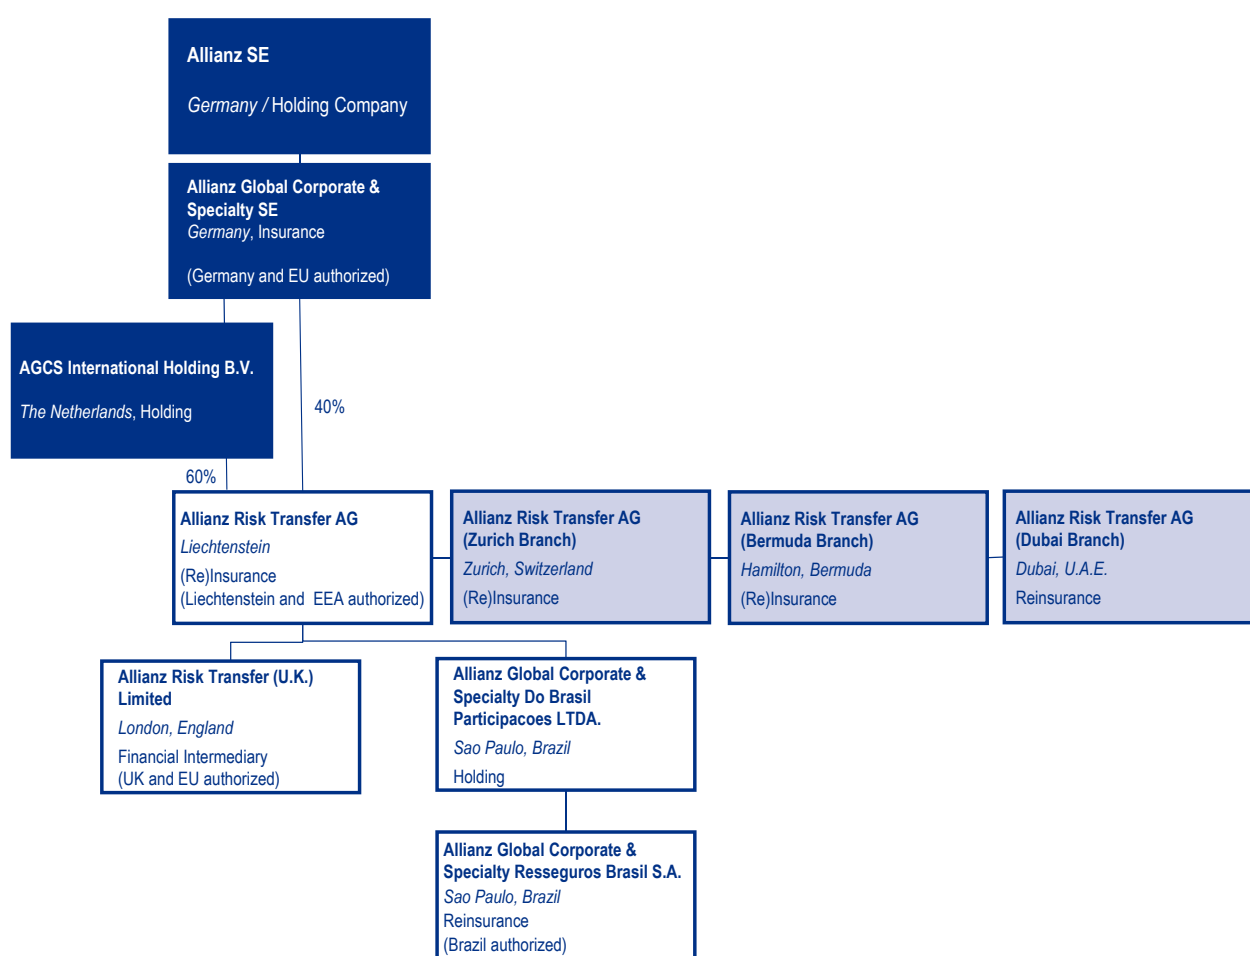 Allianz SE
Germany / Holding Company
Allianz Global Corporate &
Specialty SE
Germany, Insurance
(Germany and EU authorized)
AGCS International Holding B.V.
The Netherlands, Holding
40%
60%
Allianz Risk Transfer AG
Liechtenstein
(Re)Insurance
(Liechtenstein and EEA authorized)
Allianz Risk Transfer AG
(Zurich Branch)
Zurich, Switzerland
(Re)Insurance
Allianz Risk Transfer AG
(Bermuda Branch)
Hamilton, Bermuda
(Re)Insurance
Allianz Risk Transfer AG
(Dubai Branch)
Dubai, U.A.E.
Reinsurance
Allianz Risk Transfer (U.K.)
Limited
London, England
Financial Intermediary
(UK and EU authorized)
Allianz Global Corporate &
Specialty Do Brasil
Participacoes LTDA.
Sao Paulo, Brazil
Holding
Allianz Global Corporate &
Specialty Resseguros Brasil S.A.
Sao Paulo, Brazil
Reinsurance
(Brazil authorized)